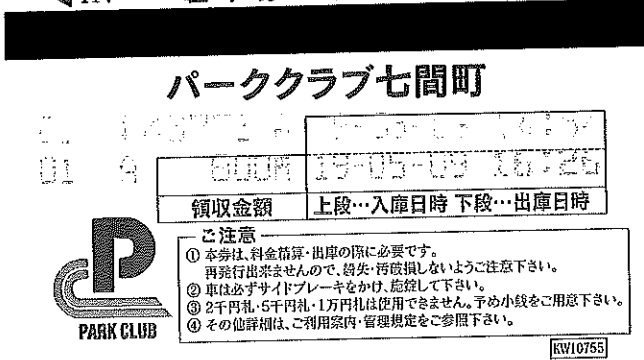 パーククラブ七間町
01 A 600M 19-05-09 16:26
領収金額 上段…入庫日時 下段…出庫日時
ご注意
① 本券は、料金精算・出庫の際に必要です。
再発行出来ませんので、紛失・汚破損しないようご注意下さい。
② 車は必ずサイドブレーキをかけ、施錠して下さい。
③ 2千円札・5千円札・1万円札は使用できません。予め小銭をご用意下さい。
④ その他詳細は、ご利用案内・管理規定をご参照下さい。
PARK CLUB
KW10755